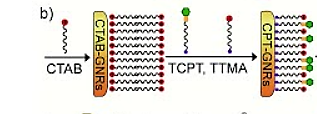 b)
CTAB
CTAB-GNRs
TCPT, TTMA
CPT-GNRs